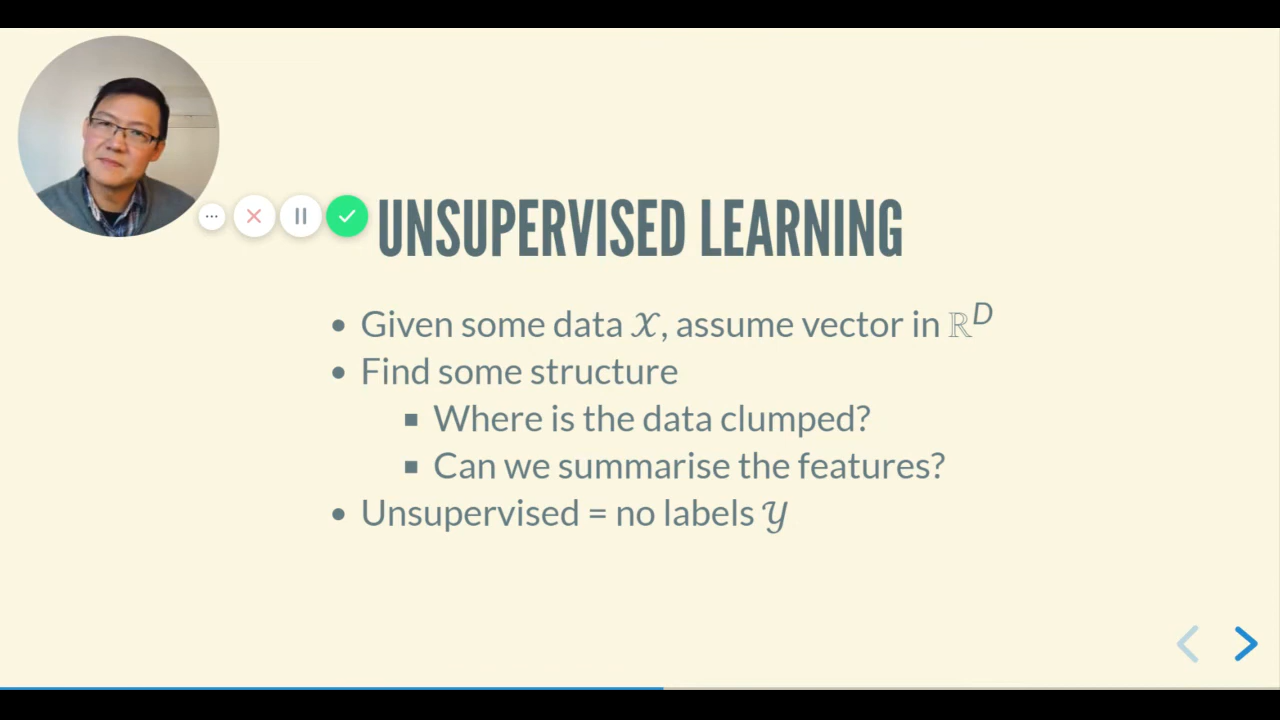 UNSUPERVISED LEARNING
• Given some data 𝒳, assume vector in ℝᴰ
• Find some structure
▪ Where is the data clumped?
▪ Can we summarise the features?
• Unsupervised = no labels 𝒴